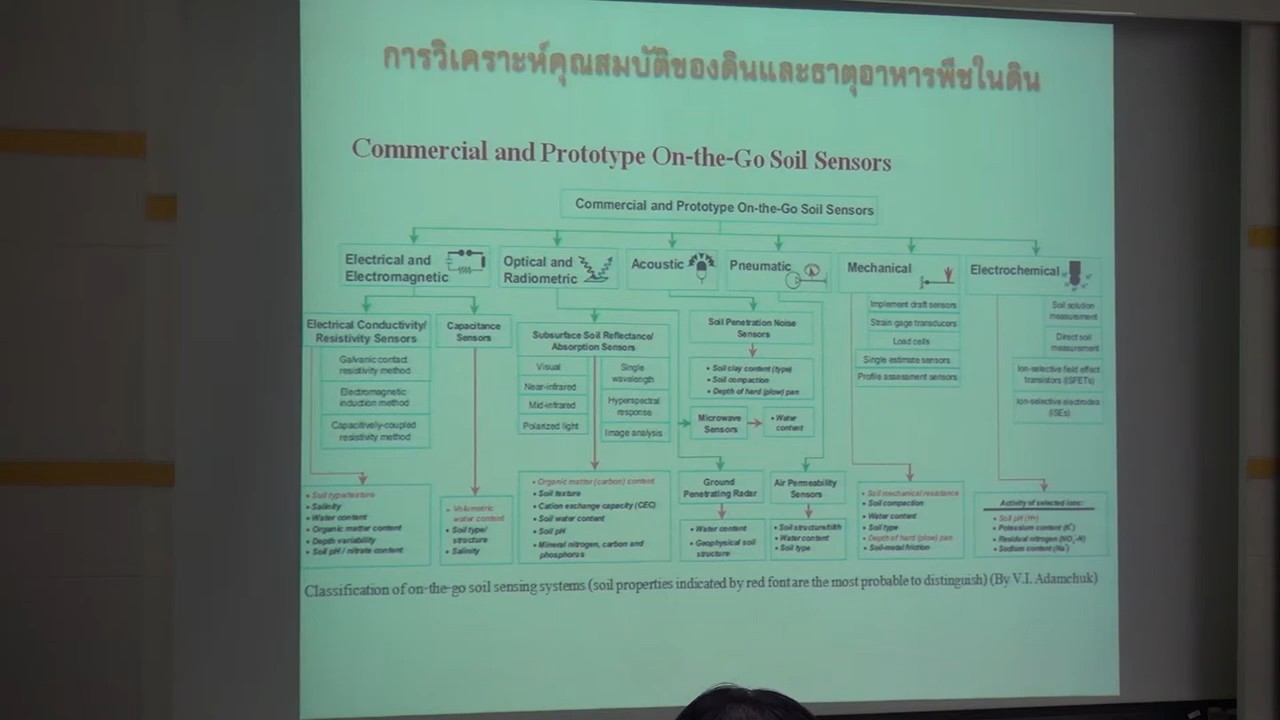 การวิเคราะห์คุณสมบัติของดินและธาตุอาหารพืชในดิน
Commercial and Prototype On-the-Go Soil Sensors
Commercial and Prototype On-the-Go Soil Sensors
Electrical and
Electromagnetic
Optical and
Radiometric
Acoustic
Pneumatic
Mechanical
Electrochemical
Electrical Conductivity/
Resistivity Sensors
Galvanic contact
resistivity method
Electromagnetic
induction method
Capacitively-coupled
resistivity method
• Soil type/texture
• Salinity
• Water content
• Organic matter content
• Depth variability
• Soil pH / nitrate content
Capacitance
Sensors
• Volumetric
water content
• Soil type/
structure
• Salinity
Subsurface Soil Reflectance/
Absorption Sensors
Visual
Near-infrared
Mid-infrared
Polarized light
Single
wavelength
Hyperspectral
response
Image analysis
• Organic matter (carbon) content
• Soil texture
• Cation exchange capacity (CEC)
• Soil water content
• Soil pH
• Mineral nitrogen, carbon and
phosphorus
Soil Penetration Noise
Sensors
• Soil clay content (type)
• Soil compaction
• Depth of hard (plow) pan
Microwave
Sensors
• Water
content
Ground
Penetrating Radar
• Water content
• Geophysical soil
structure
Air Permeability
Sensors
• Soil structure/tilth
• Water content
• Soil type
Implement draft sensors
Strain gage transducers
Load cells
Single estimate sensors
Profile assessment sensors
• Soil mechanical resistance
• Soil compaction
• Water content
• Soil type
• Depth of hard (plow) pan
• Soil-metal friction
Soil solution
measurement
Direct soil
measurement
Ion-selective field effect
transistors (ISFETs)
Ion-selective electrodes
(ISEs)
Activity of selected ions:
• Soil pH (H⁺)
• Potassium content (K⁺)
• Residual nitrogen (NO₃⁻-N)
• Sodium content (Na⁺)
Classification of on-the-go soil sensing systems (soil properties indicated by red font are the most probable to distinguish) (By V.I. Adamchuk)